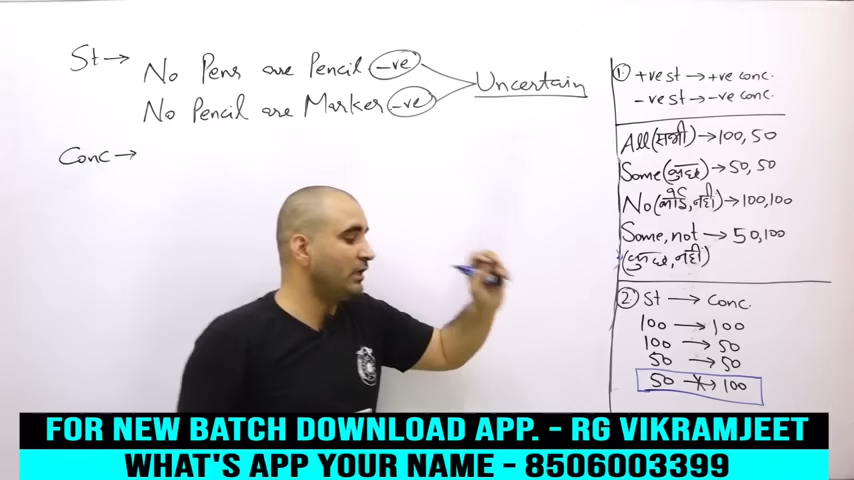 St → No Pens are Pencil -ve
No Pencil are Marker -ve
Uncertain
Conc →
1. +ve st → +ve conc.
-ve st → -ve conc.
All (सभी) → 100, 50
Some (कुछ) → 50, 50
No (कोई, नहीं) → 100, 100
Some, not → 50, 100
(कुछ, नहीं)
2. St → Conc.
100 → 100
100 → 50
50 → 50
50 → 100
FOR NEW BATCH DOWNLOAD APP. - RG VIKRAMJEET
WHAT'S APP YOUR NAME - 8506003399